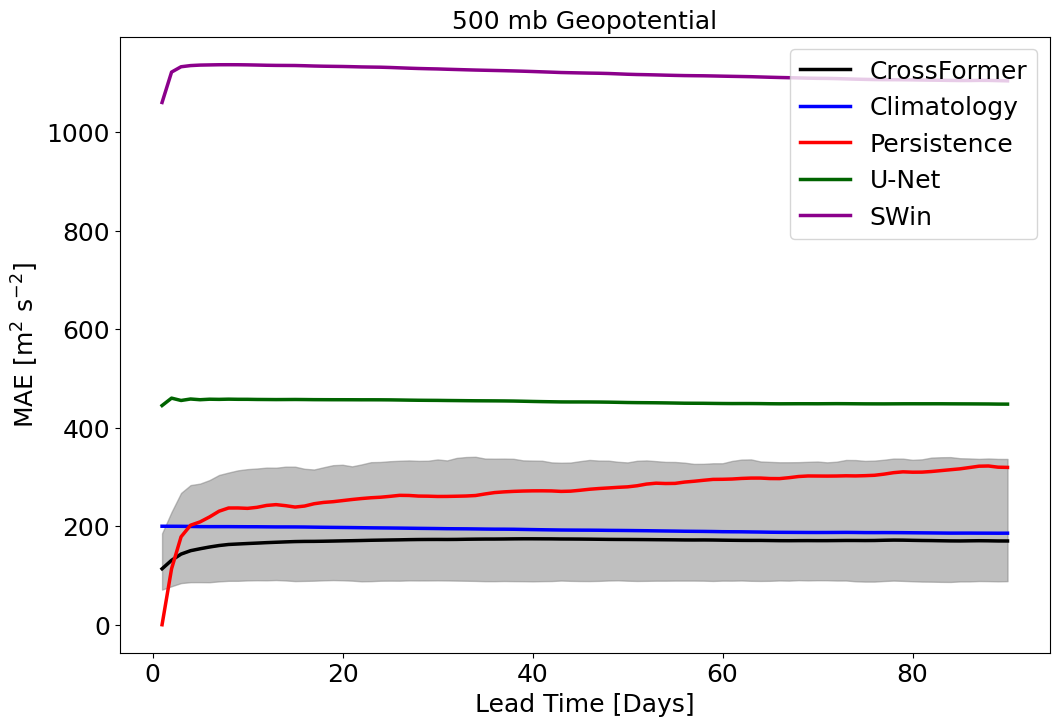 500 mb Geopotential
MAE [m² s⁻²]
1000
800
600
400
200
0
CrossFormer
Climatology
Persistence
U-Net
SWin
0 20 40 60 80
Lead Time [Days]